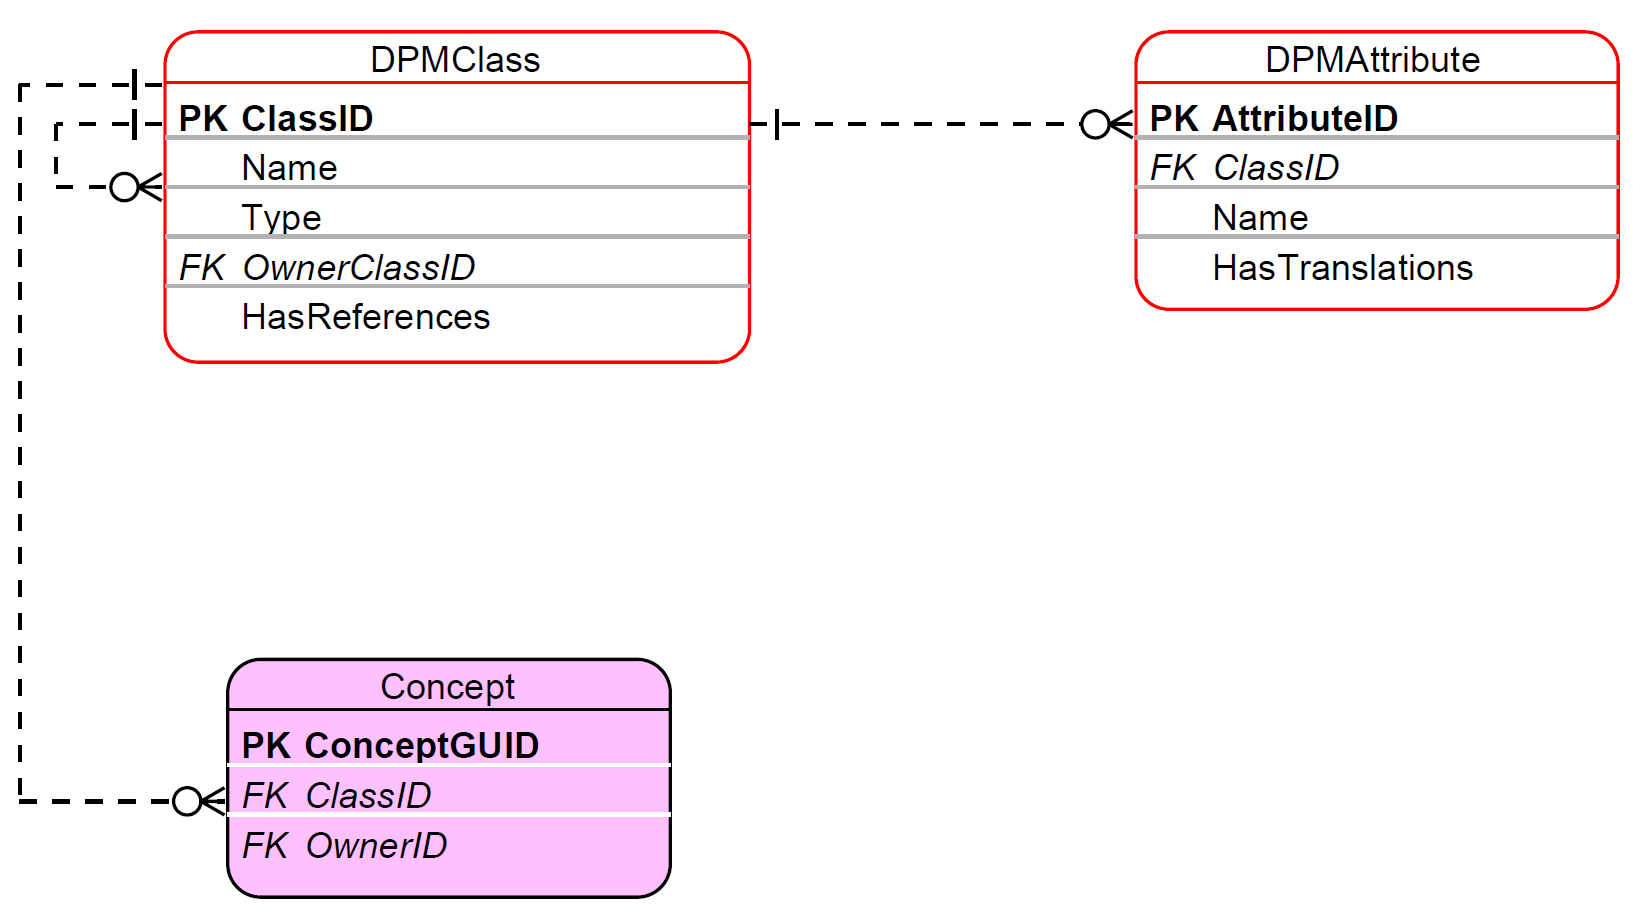 DPMClass
PK ClassID
Name
Type
FK OwnerClassID
HasReferences
DPMAttribute
PK AttributeID
FK ClassID
Name
HasTranslations
Concept
PK ConceptGUID
FK ClassID
FK OwnerID